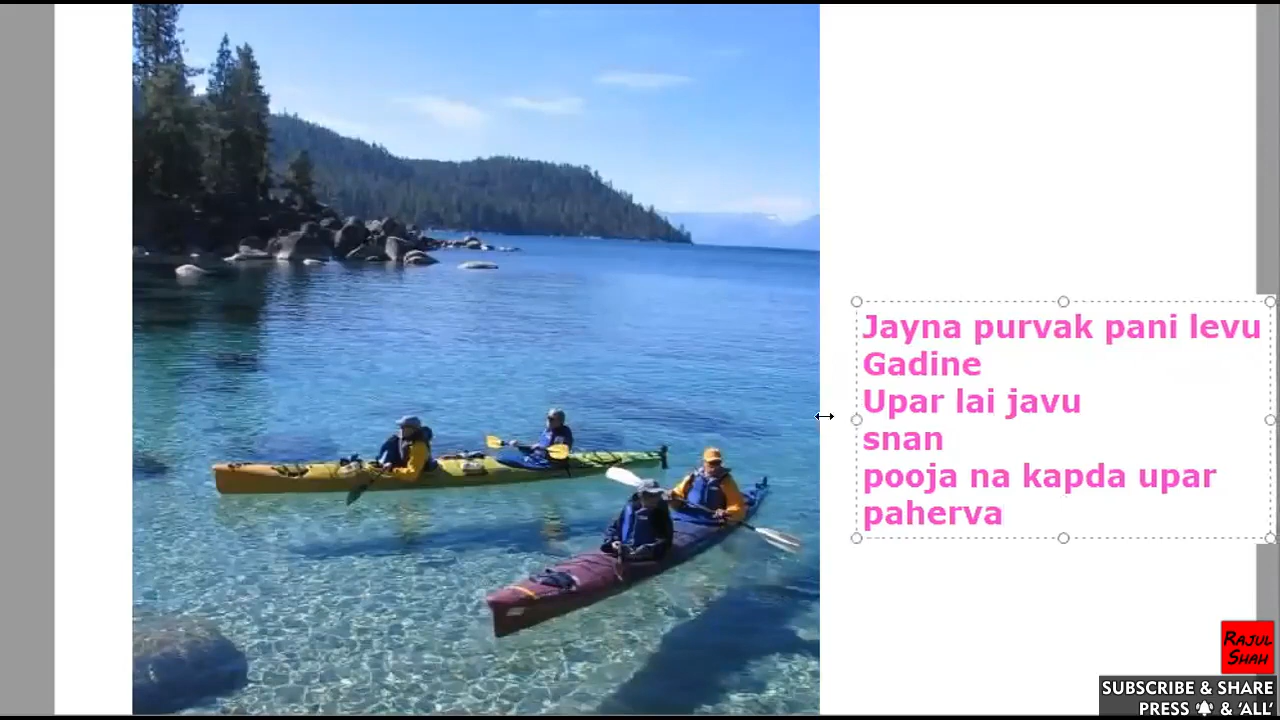 Jayna purvak pani levu
Gadine
Upar lai javu
snan
pooja na kapda upar
paherva
RAJUL
SHAH
SUBSCRIBE & SHARE
PRESS & ‘ALL’